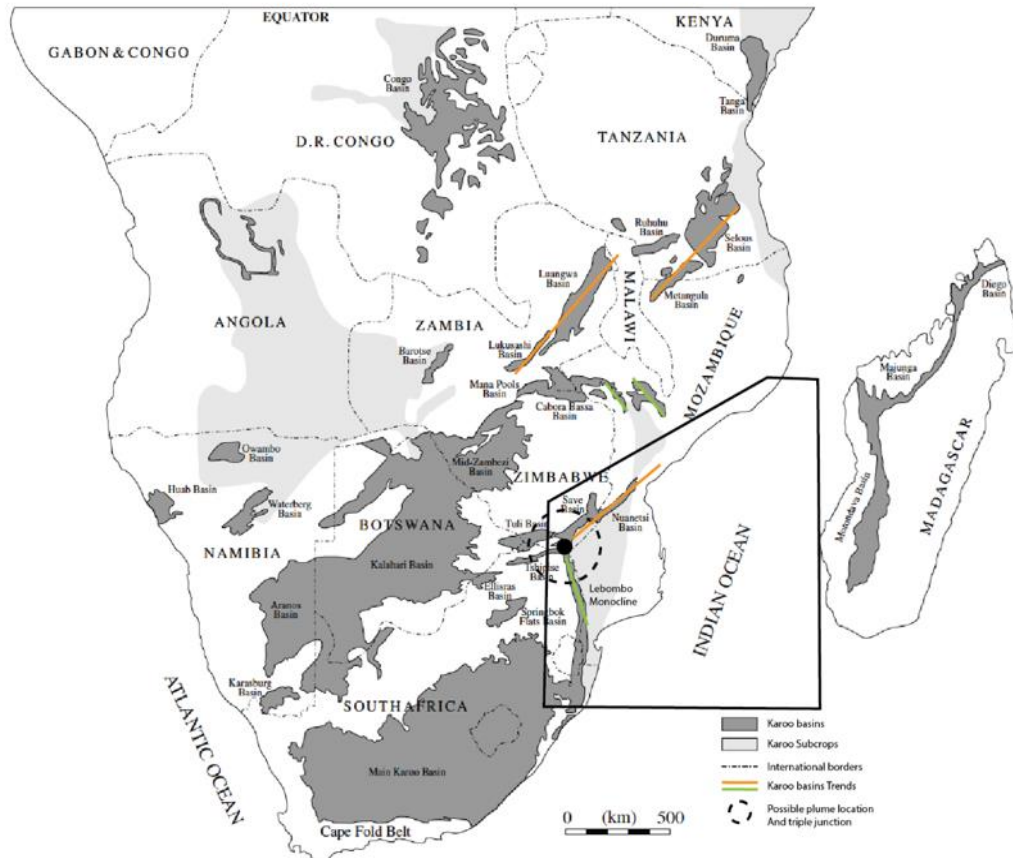 EQUATOR
KENYA
GABON & CONGO
Duruma
Basin
Congo
Basin
Tanga
Basin
D.R. CONGO
TANZANIA
Ruhuhu
Basin
Selous
Basin
Luangwa
Basin
MALAWI
Metangula
Basin
Diego
Basin
ANGOLA
ZAMBIA
Lukusashi
Basin
Barotse
Basin
MOZAMBIQUE
Majunga
Basin
Mana Pools
Basin
Cabora Bassa
Basin
MADAGASCAR
Owambo
Basin
Mid-Zambezi
Basin
ZIMBABWE
Huab Basin
Waterberg
Basin
Save
Basin
Nuanetsi
Basin
Morondava Basin
BOTSWANA
Tuli Basin
NAMIBIA
Kalahari Basin
Tshipise
Basin
Ellisras
Basin
Lebombo
Monocline
INDIAN OCEAN
Aranos
Basin
Springbok
Flats Basin
Karasburg
Basin
SOUTHAFRICA
ATLANTIC OCEAN
Main Karoo Basin
Cape Fold Belt
0 (km) 500
Karoo basins
Karoo Subcrops
International borders
Karoo basins Trends
Possible plume location
And triple junction